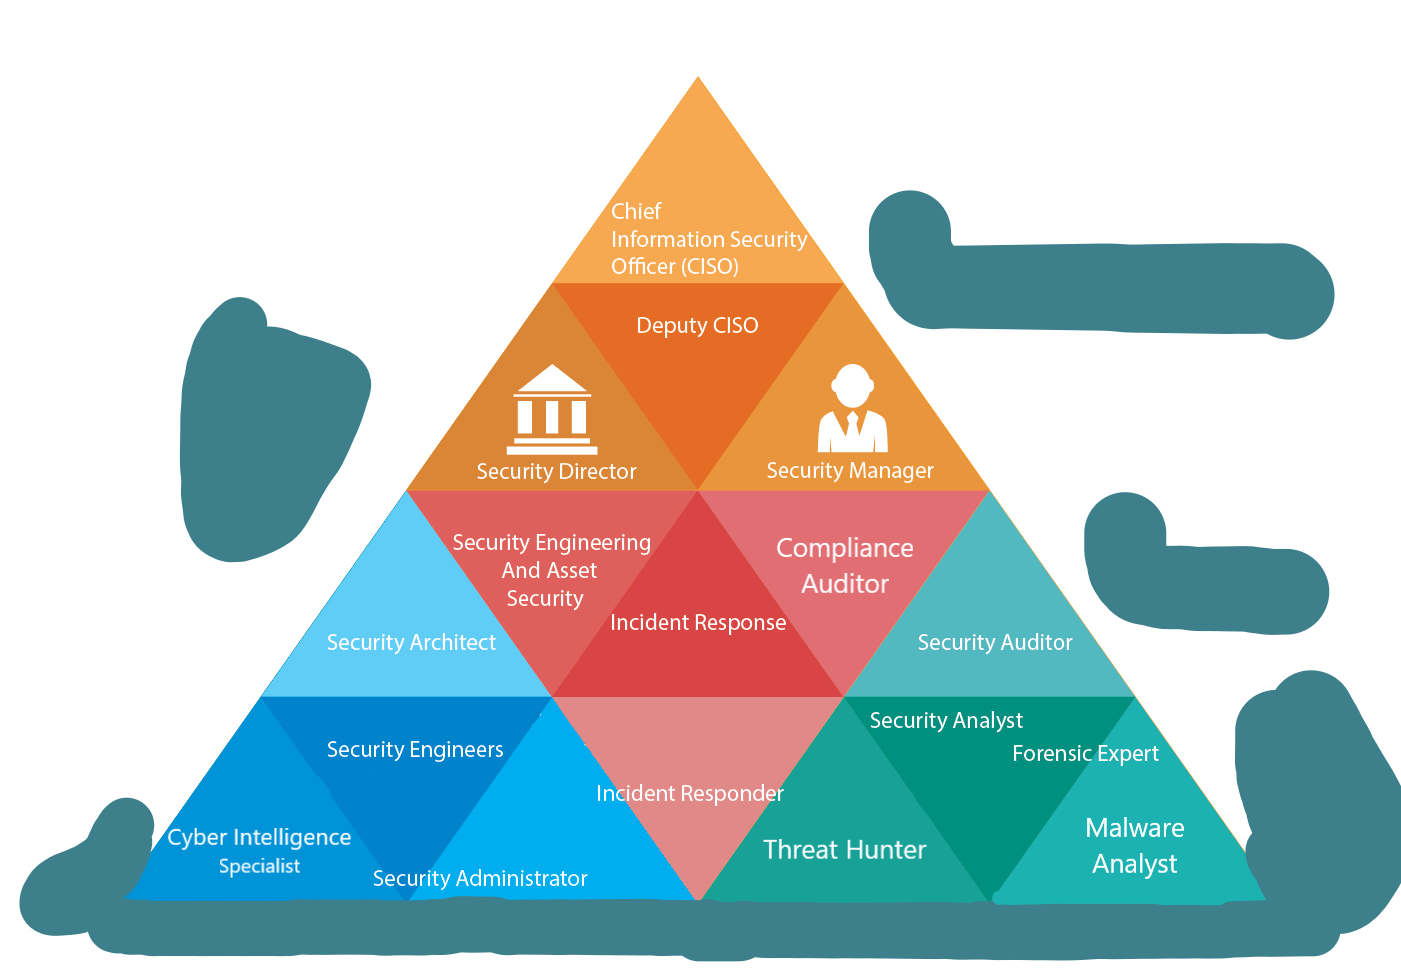 Chief
Information Security
Officer (CISO)
Deputy CISO
Security Director
Security Manager
Security Engineering
And Asset
Security
Compliance
Auditor
Incident Response
Security Architect
Security Auditor
Security Analyst
Security Engineers
Forensic Expert
Incident Responder
Cyber Intelligence
Specialist
Threat Hunter
Malware
Analyst
Security Administrator